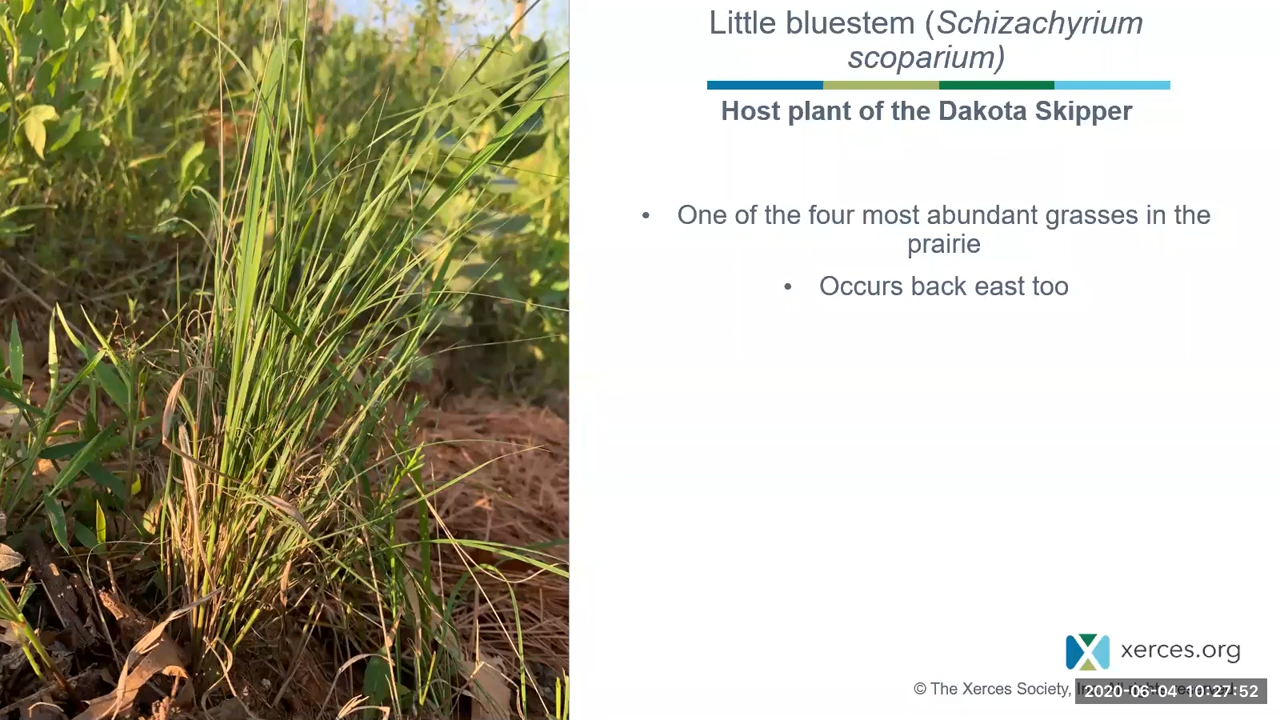 Little bluestem (Schizachyrium
scoparium)
Host plant of the Dakota Skipper
• One of the four most abundant grasses in the
prairie
• Occurs back east too
xerces.org
© The Xerces Society,
2020-06-04 10:27:52